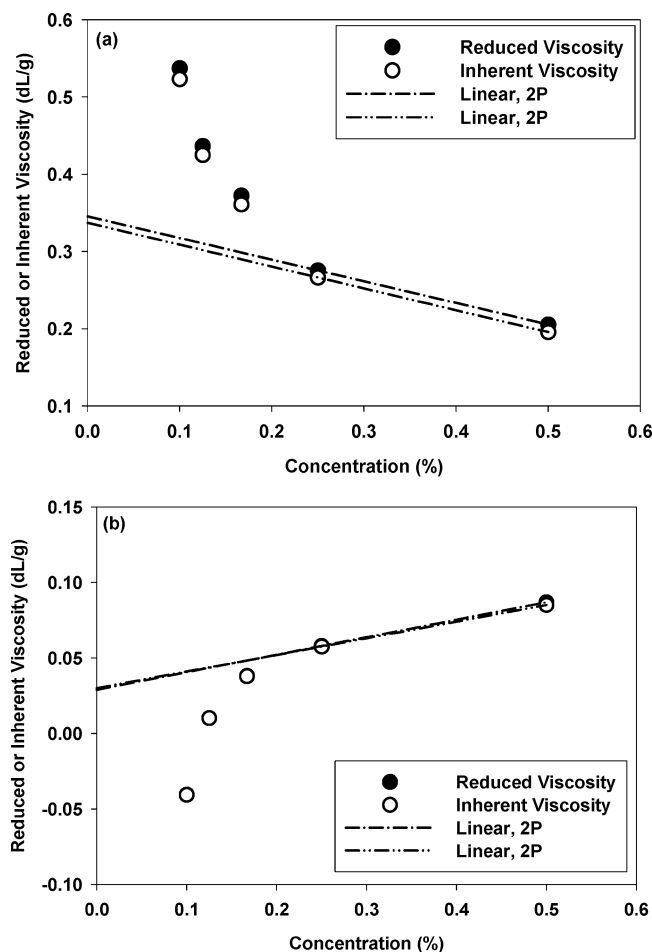 0.6
(a)
Reduced Viscosity
Inherent Viscosity
Linear, 2P
Linear, 2P
0.5
0.4
0.3
0.2
0.1
Reduced or Inherent Viscosity (dL/g)
0.0 0.1 0.2 0.3 0.4 0.5 0.6
Concentration (%)
0.15
(b)
0.10
0.05
0.00
-0.05
-0.10
Reduced or Inherent Viscosity (dL/g)
Reduced Viscosity
Inherent Viscosity
Linear, 2P
Linear, 2P
0.0 0.1 0.2 0.3 0.4 0.5 0.6
Concentration (%)